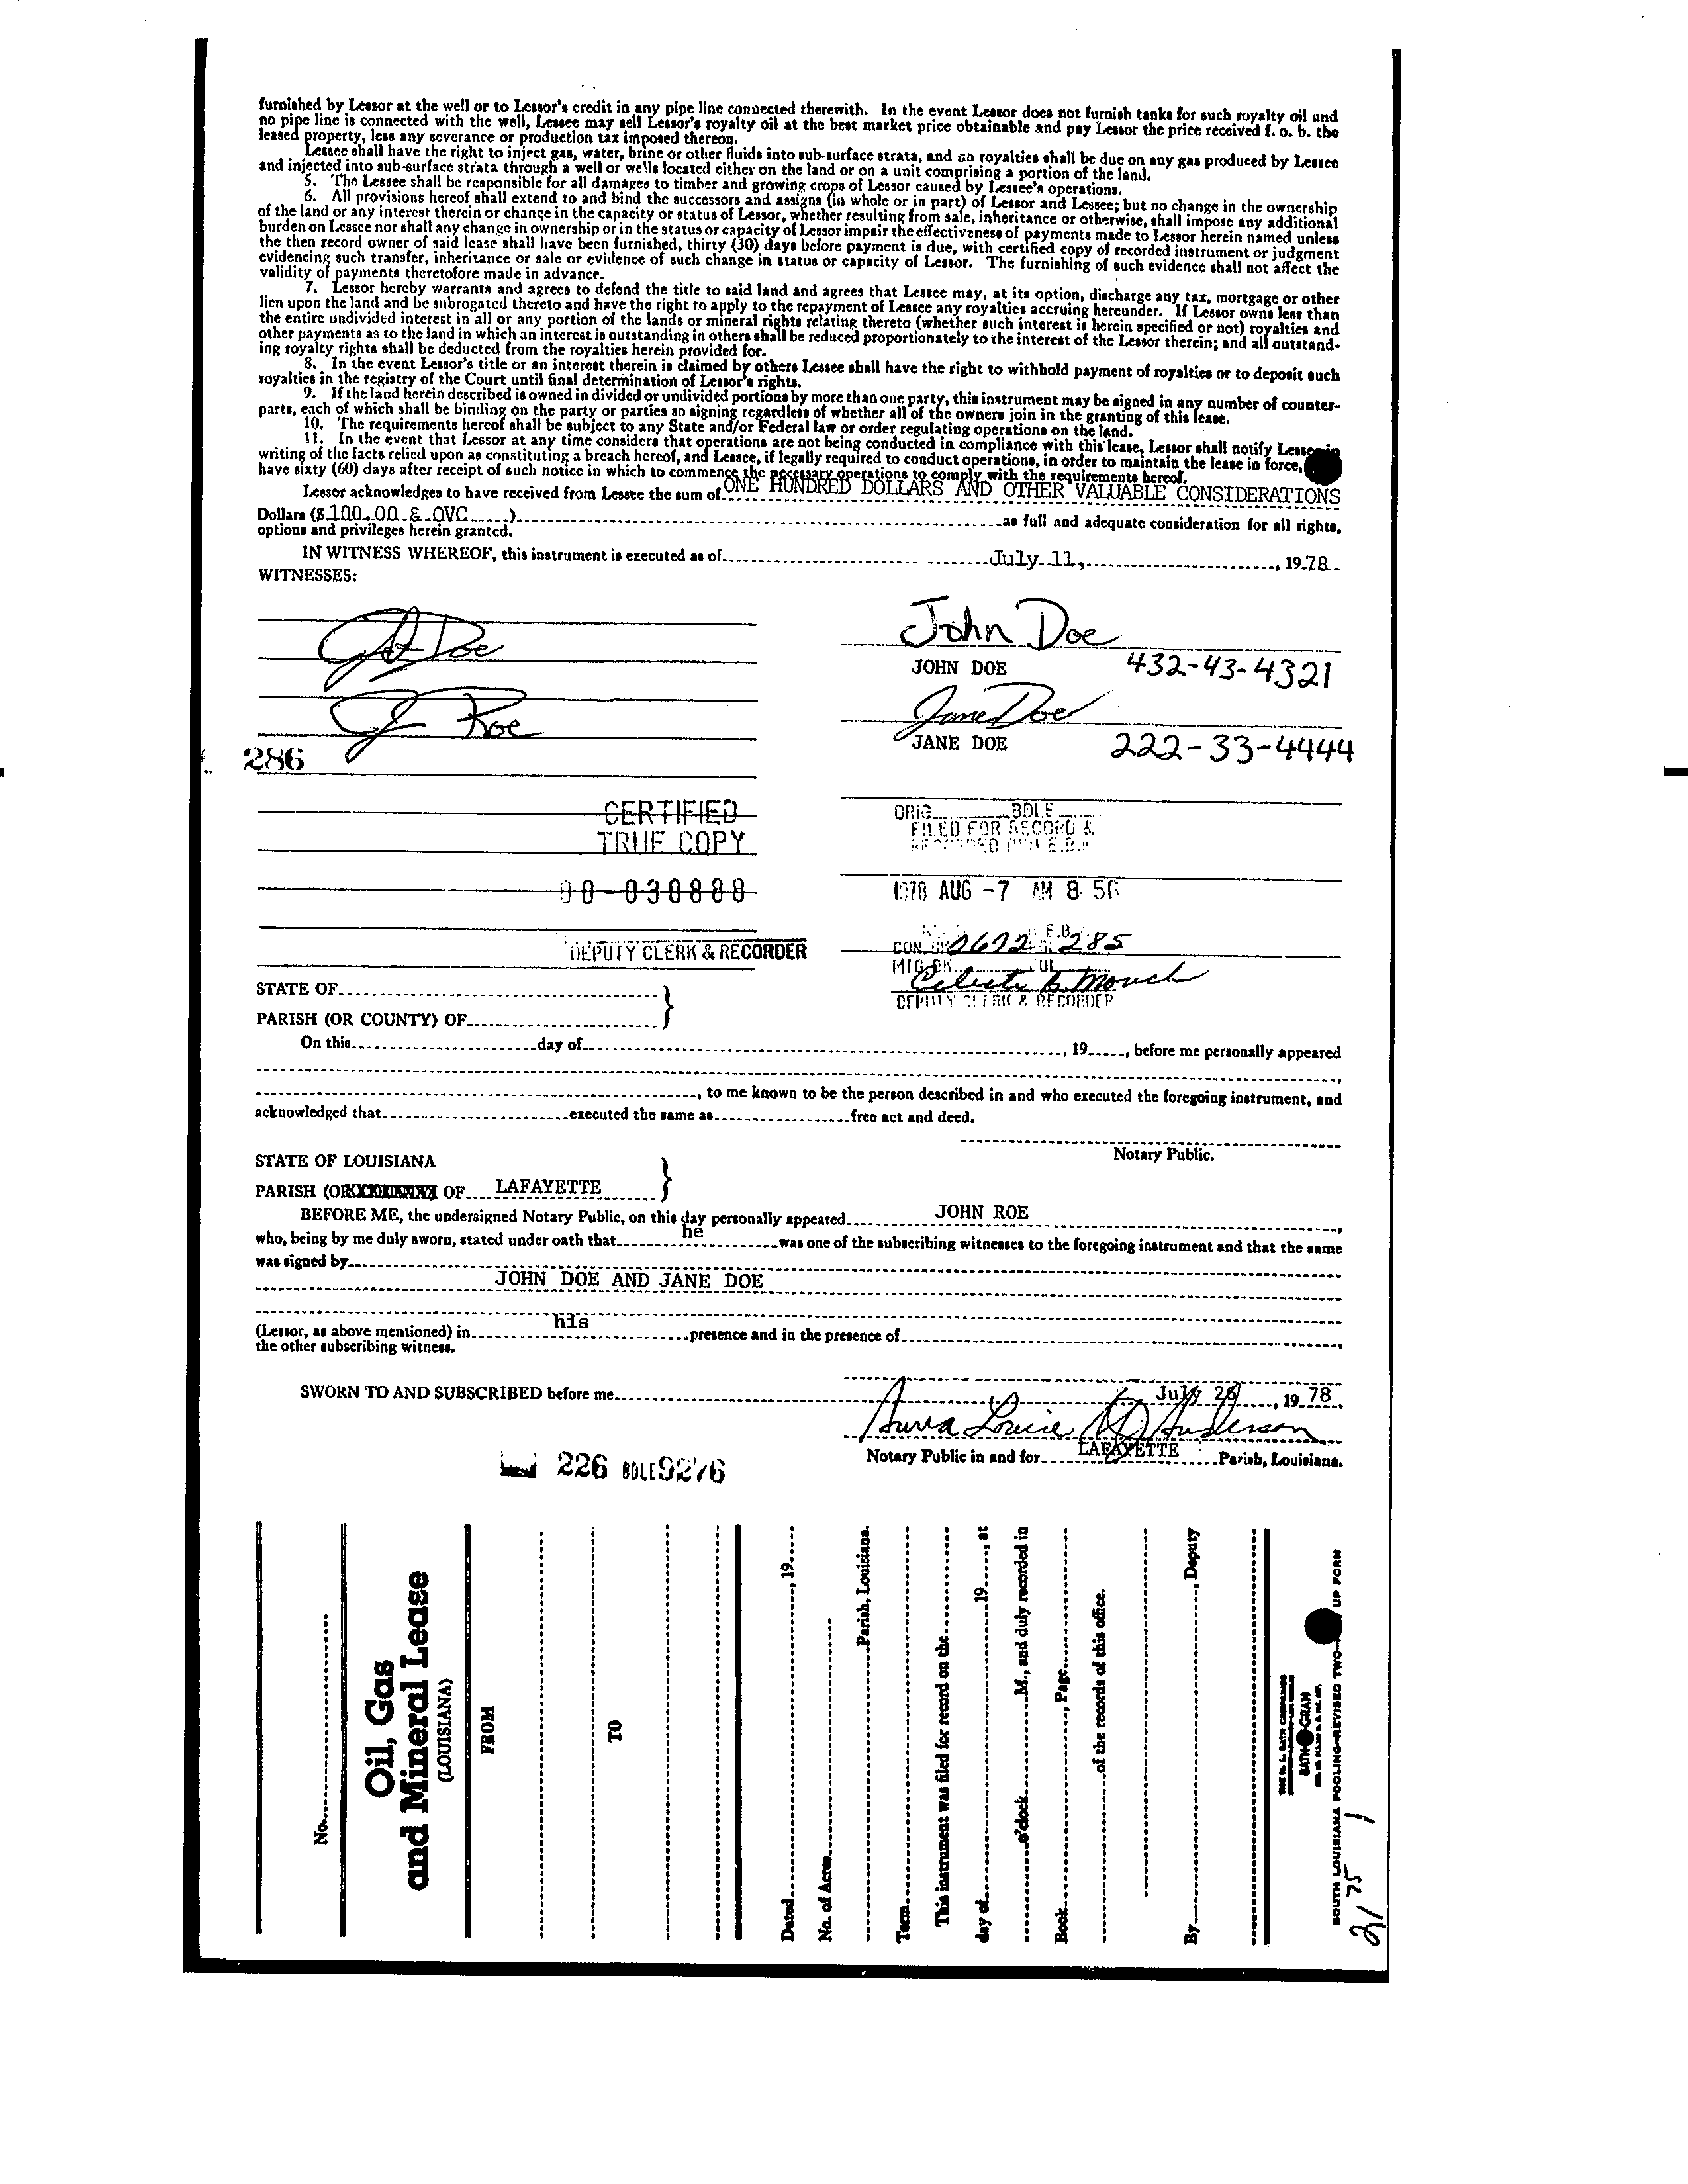 furnished by Lessor at the well or to Lessor's credit in any pipe line connected therewith. In the event Lessor does not furnish tanks for such royalty oil and
no pipe line is connected with the well, Lessee may sell Lessor's royalty oil at the best market price obtainable and pay Lessor the price received f. o. b. the
leased property, less any severance or production tax imposed thereon.
Lessee shall have the right to inject gas, water, brine or other fluids into sub-surface strata, and no royalties shall be due on any gas produced by Lessee
and injected into sub-surface strata through a well or wells located either on the land or on a unit comprising a portion of the land.
5. The Lessee shall be responsible for all damages to timber and growing crops of Lessor caused by Lessee's operations.
6. All provisions hereof shall extend to and bind the successors and assigns (in whole or in part) of Lessor and Lessee; but no change in the ownership
of the land or any interest therein or change in the capacity or status of Lessor, whether resulting from sale, inheritance or otherwise, shall impose any additional
burden on Lessee nor shall any change in ownership or in the status or capacity of Lessor impair the effectiveness of payments made to Lessor herein named unless
the then record owner of said lease shall have been furnished, thirty (30) days before payment is due, with certified copy of recorded instrument or judgment
evidencing such transfer, inheritance or sale or evidence of such change in status or capacity of Lessor. The furnishing of such evidence shall not affect the
validity of payments theretofore made in advance.
7. Lessor hereby warrants and agrees to defend the title to said land and agrees that Lessee may, at its option, discharge any tax, mortgage or other
lien upon the land and be subrogated thereto and have the right to apply to the repayment of Lessee any royalties accruing hereunder. If Lessor owns less than
the entire undivided interest in all or any portion of the lands or mineral rights relating thereto (whether such interest is herein specified or not) royalties and
other payments as to the land in which an interest is outstanding in others shall be reduced proportionately to the interest of the Lessor therein; and all outstand-
ing royalty rights shall be deducted from the royalties herein provided for.
8. In the event Lessor's title or an interest therein is claimed by others Lessee shall have the right to withhold payment of royalties or to deposit such
royalties in the registry of the Court until final determination of Lessor's rights.
9. If the land herein described is owned in divided or undivided portions by more than one party, this instrument may be signed in any number of counter-
parts, each of which shall be binding on the party or parties so signing regardless of whether all of the owners join in the granting of this lease.
10. The requirements hereof shall be subject to any State and/or Federal law or order regulating operations on the land.
11. In the event that Lessor at any time considers that operations are not being conducted in compliance with this lease, Lessor shall notify Lessee in
writing of the facts relied upon as constituting a breach hereof, and Lessee, if legally required to conduct operations, in order to maintain the lease in force,
have sixty (60) days after receipt of such notice in which to commence the necessary operations to comply with the requirements hereof.
Lessor acknowledges to have received from Lessee the sum of ONE HUNDRED DOLLARS AND OTHER VALUABLE CONSIDERATIONS
Dollars ($ 100.00 & OVC ) as full and adequate consideration for all rights,
options and privileges herein granted.
IN WITNESS WHEREOF, this instrument is executed as of July 11, , 19 78
WITNESSES:
John Doe
Doe
JOHN DOE 432-43-4321
Jane Doe
J Roe
JANE DOE 222-33-4444
286
CERTIFIED
TRUE COPY
00-030888
DEPUTY CLERK & RECORDER
ORIG. BDLE
FILED FOR RECORD &
1978 AUG -7 AM 8 56
CON. 285
MTG BK
Celeste B Mouch
DEPUTY CLERK & RECORDER
STATE OF
PARISH (OR COUNTY) OF
On this day of , 19 , before me personally appeared
,
, to me known to be the person described in and who executed the foregoing instrument, and
acknowledged that executed the same as free act and deed.
Notary Public.
STATE OF LOUISIANA
PARISH (OR XXXXXXXX OF LAFAYETTE
BEFORE ME, the undersigned Notary Public, on this day personally appeared JOHN ROE ,
who, being by me duly sworn, stated under oath that he was one of the subscribing witnesses to the foregoing instrument and that the same
was signed by
JOHN DOE AND JANE DOE
(Lessor, as above mentioned) in his presence and in the presence of ,
the other subscribing witness.
SWORN TO AND SUBSCRIBED before me July 26 , 19 78
Louise Anderson
Notary Public in and for LAFAYETTE Parish, Louisiana.
226 BDLE 9276
No.
Oil, Gas
and Mineral Lease
(LOUISIANA)
FROM
TO
Dated , 19
No. of Acres
Parish, Louisiana.
Term
This instrument was filed for record on the
day of 19 , at
o'clock M., and duly recorded in
Book , Page
of the records of this office.
By , Deputy
SOUTH LOUISIANA POOLING-REVISED TWO- UP FORM
21 75 1